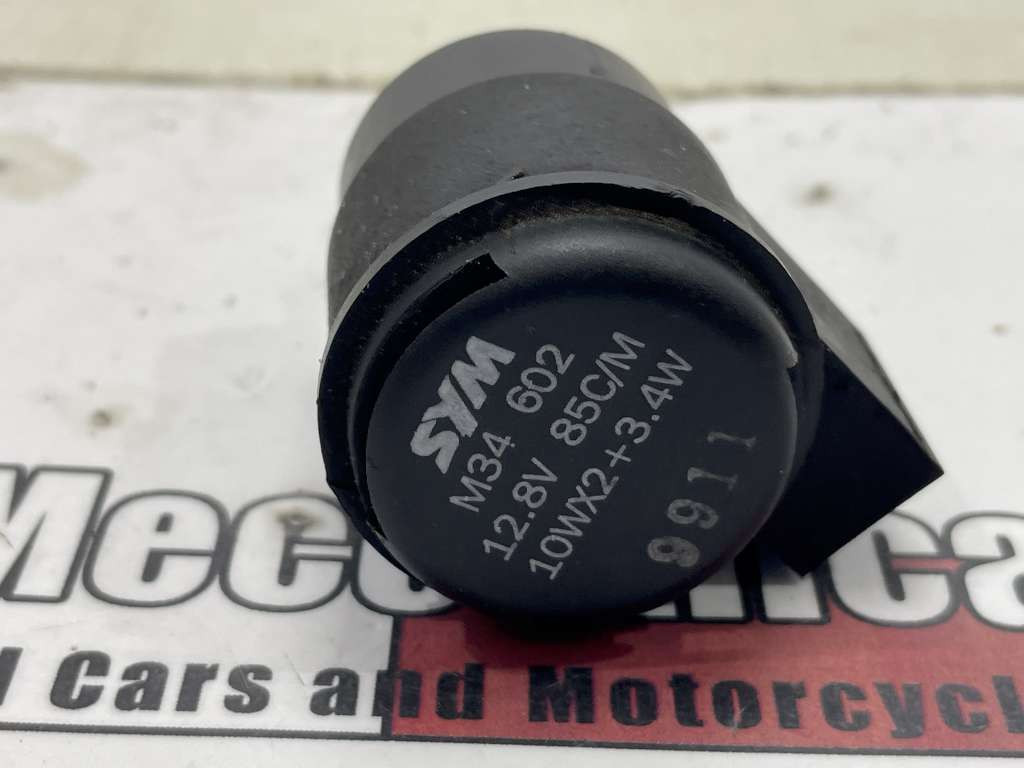 SYM
M34 602
12.8V 85C/M
10WX2+3.4W
9911
Cars and Motorcycl